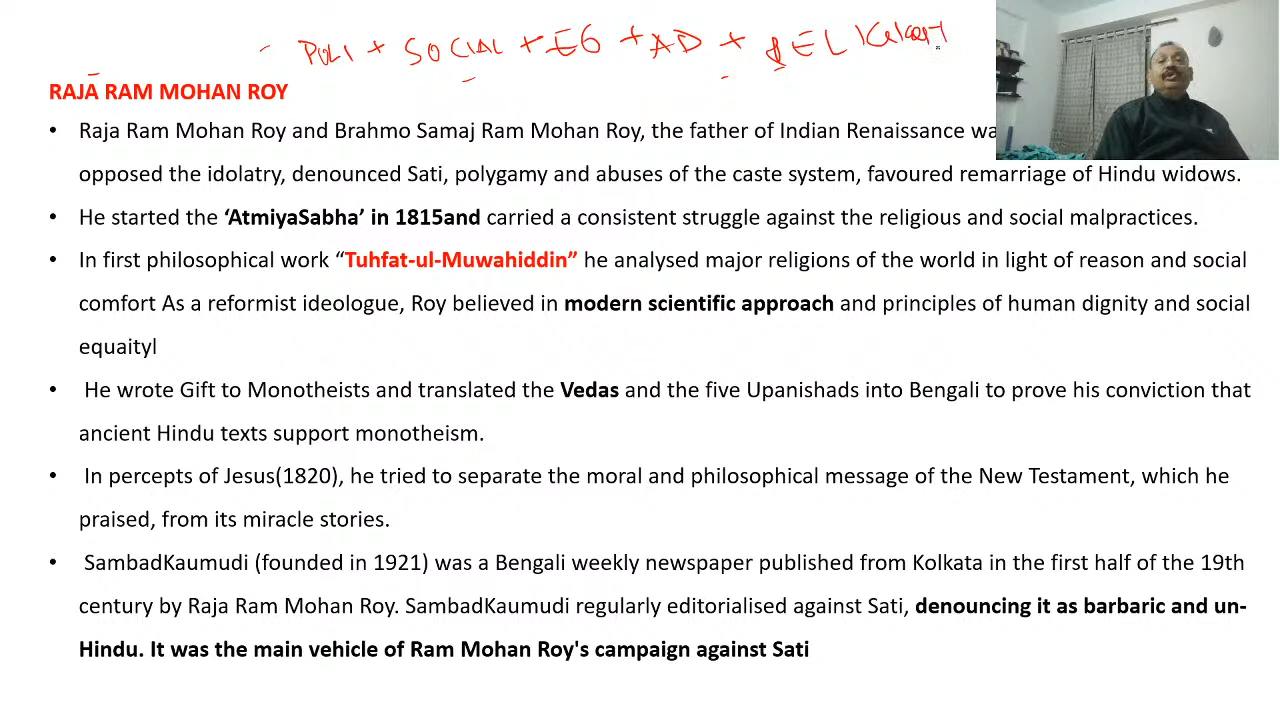 POLI + SOCIAL + EG + AD + REL
RAJA RAM MOHAN ROY
• Raja Ram Mohan Roy and Brahmo Samaj Ram Mohan Roy, the father of Indian Renaissance wa
opposed the idolatry, denounced Sati, polygamy and abuses of the caste system, favoured remarriage of Hindu widows.
• He started the ‘AtmiyaSabha’ in 1815and carried a consistent struggle against the religious and social malpractices.
• In first philosophical work “Tuhfat-ul-Muwahiddin” he analysed major religions of the world in light of reason and social
comfort As a reformist ideologue, Roy believed in modern scientific approach and principles of human dignity and social
equaityl
• He wrote Gift to Monotheists and translated the Vedas and the five Upanishads into Bengali to prove his conviction that
ancient Hindu texts support monotheism.
• In percepts of Jesus(1820), he tried to separate the moral and philosophical message of the New Testament, which he
praised, from its miracle stories.
• SambadKaumudi (founded in 1921) was a Bengali weekly newspaper published from Kolkata in the first half of the 19th
century by Raja Ram Mohan Roy. SambadKaumudi regularly editorialised against Sati, denouncing it as barbaric and un-
Hindu. It was the main vehicle of Ram Mohan Roy's campaign against Sati